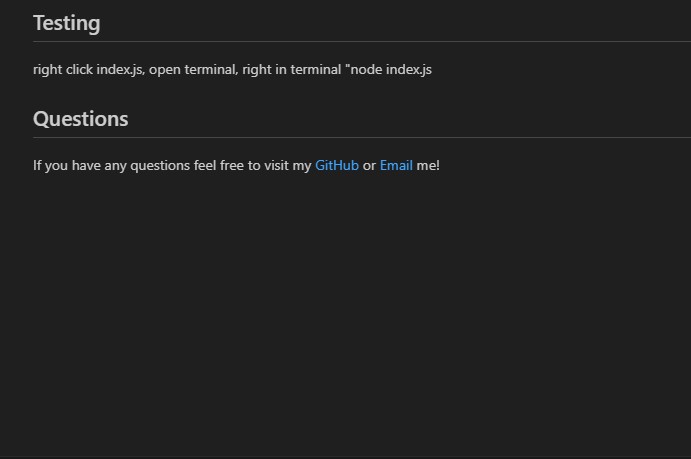 Testing
right click index.js, open terminal, right in terminal "node index.js
Questions
If you have any questions feel free to visit my GitHub or Email me!